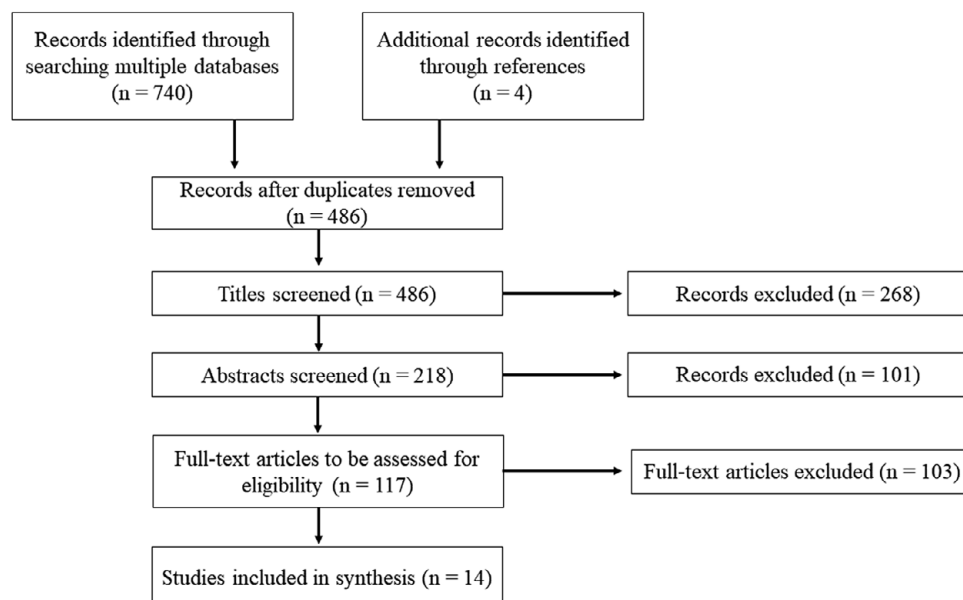 Records identified through
searching multiple databases
(n = 740)
Additional records identified
through references
(n = 4)
Records after duplicates removed
(n = 486)
Titles screened (n = 486)
Records excluded (n = 268)
Abstracts screened (n = 218)
Records excluded (n = 101)
Full-text articles to be assessed for
eligibility (n = 117)
Full-text articles excluded (n = 103)
Studies included in synthesis (n = 14)